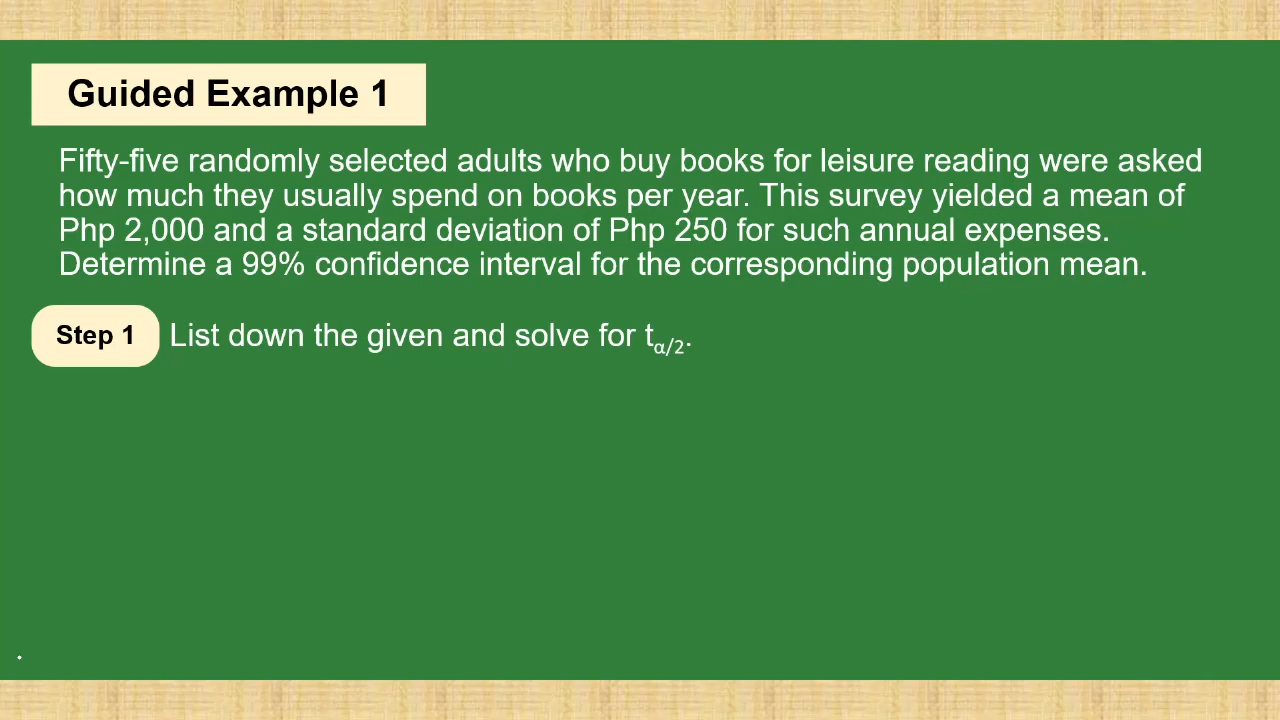 Guided Example 1
Fifty-five randomly selected adults who buy books for leisure reading were asked
how much they usually spend on books per year. This survey yielded a mean of
Php 2,000 and a standard deviation of Php 250 for such annual expenses.
Determine a 99% confidence interval for the corresponding population mean.
Step 1 List down the given and solve for tα/2.